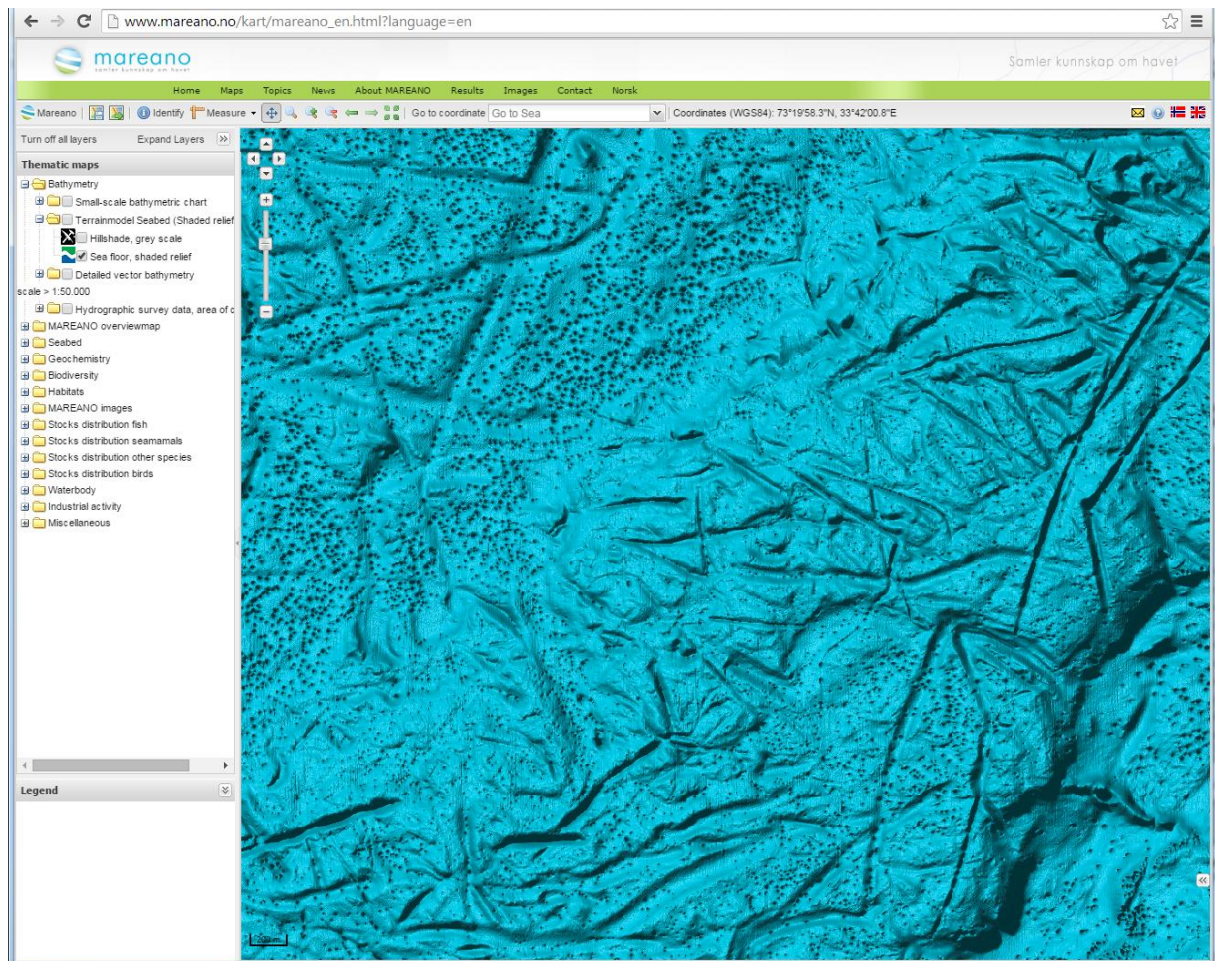 www.mareano.no/kart/mareano_en.html?language=en
mareano
samler kunnskap om havet
Samler kunnskap om havet
Home Maps Topics News About MAREANO Results Images Contact Norsk
Mareano Identify Measure Go to coordinate Go to Sea Coordinates (WGS84): 73°19'58.3"N, 33°42'00.8"E
Turn off all layers Expand Layers
Thematic maps
Bathymetry
Small-scale bathymetric chart
Terrainmodel Seabed (Shaded relief
Hillshade, grey scale
Sea floor, shaded relief
Detailed vector bathymetry
scale > 1:50.000
Hydrographic survey data, area of
MAREANO overviewmap
Seabed
Geochemistry
Biodiversity
Habitats
MAREANO images
Stocks distribution fish
Stocks distribution seamamals
Stocks distribution other species
Stocks distribution birds
Waterbody
Industrial activity
Miscellaneous
Legend